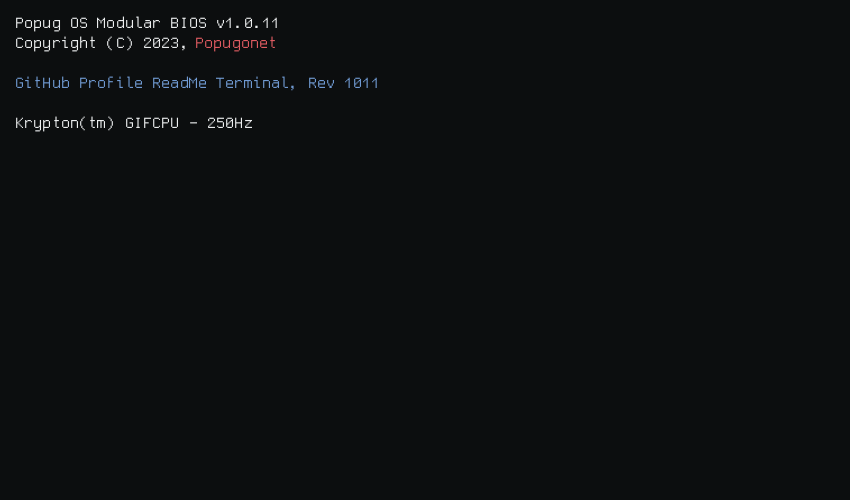 Popug OS Modular BIOS v1.0.11
Copyright (C) 2023, Popugonet
GitHub Profile ReadMe Terminal, Rev 1011
Krypton(tm) GIFCPU - 250Hz